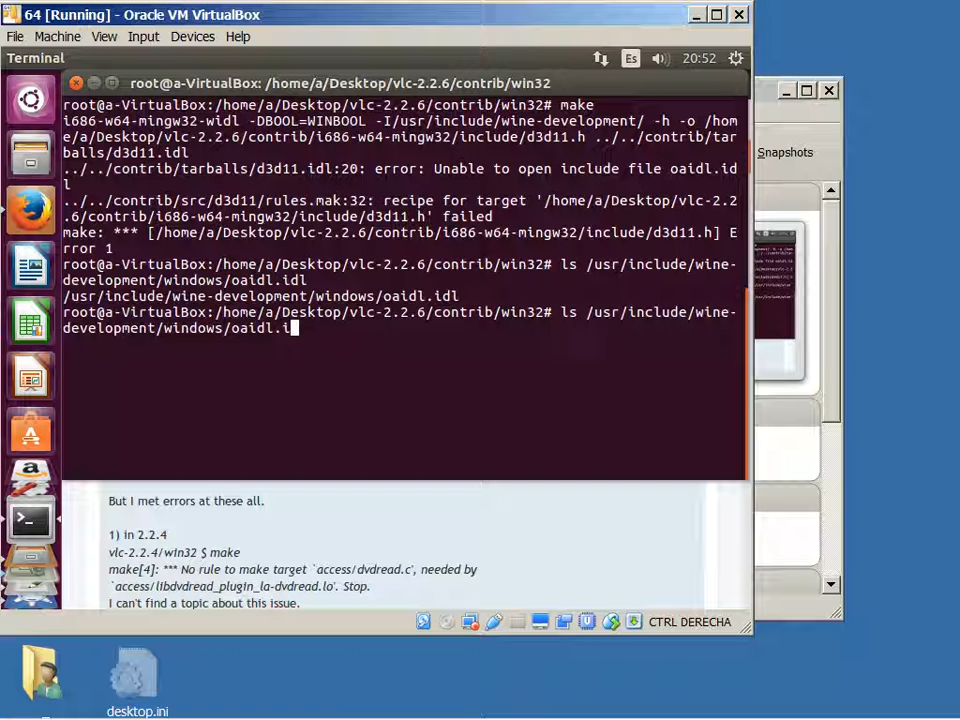 64 [Running] - Oracle VM VirtualBox
File Machine View Input Devices Help
Terminal
Es
20:52
root@a-VirtualBox: /home/a/Desktop/vlc-2.2.6/contrib/win32
root@a-VirtualBox:/home/a/Desktop/vlc-2.2.6/contrib/win32# make
i686-w64-mingw32-widl -DBOOL=WINBOOL -I/usr/include/wine-development/ -h -o /hom
e/a/Desktop/vlc-2.2.6/contrib/i686-w64-mingw32/include/d3d11.h ../../contrib/tar
balls/d3d11.idl
../../contrib/tarballs/d3d11.idl:20: error: Unable to open include file oaidl.id
l
../../contrib/src/d3d11/rules.mak:32: recipe for target '/home/a/Desktop/vlc-2.2
.6/contrib/i686-w64-mingw32/include/d3d11.h' failed
make: *** [/home/a/Desktop/vlc-2.2.6/contrib/i686-w64-mingw32/include/d3d11.h] E
rror 1
root@a-VirtualBox:/home/a/Desktop/vlc-2.2.6/contrib/win32# ls /usr/include/wine-
development/windows/oaidl.idl
/usr/include/wine-development/windows/oaidl.idl
root@a-VirtualBox:/home/a/Desktop/vlc-2.2.6/contrib/win32# ls /usr/include/wine-
development/windows/oaidl.i
Snapshots
But I met errors at these all.
1) in 2.2.4
vlc-2.2.4/win32 $ make
make[4]: *** No rule to make target `access/dvdread.c', needed by
`access/libdvdread_plugin_la-dvdread.lo'. Stop.
I can't find a topic about this issue.
CTRL DERECHA
desktop.ini